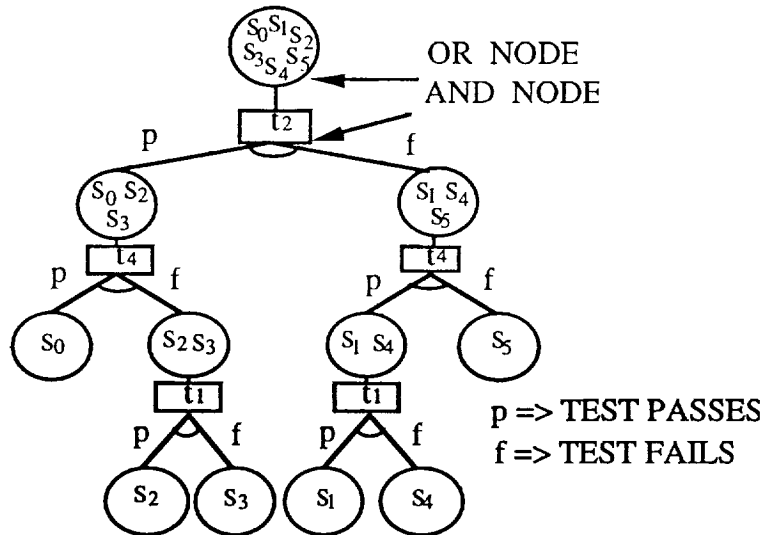 S0 S1 S2
S3 S4 S5
OR NODE
AND NODE
t2
p
f
S0 S2
S3
S1 S4
S5
t4
t4
p
f
p
f
S0
S2 S3
S1 S4
S5
t1
t1
p => TEST PASSES
p
f
p
f
f => TEST FAILS
S2
S3
S1
S4